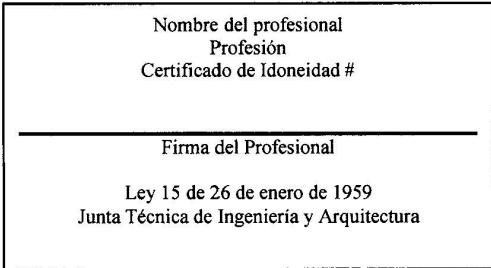 Nombre del profesional
Profesión
Certificado de Idoneidad #
Firma del Profesional
Ley 15 de 26 de enero de 1959
Junta Técnica de Ingeniería y Arquitectura